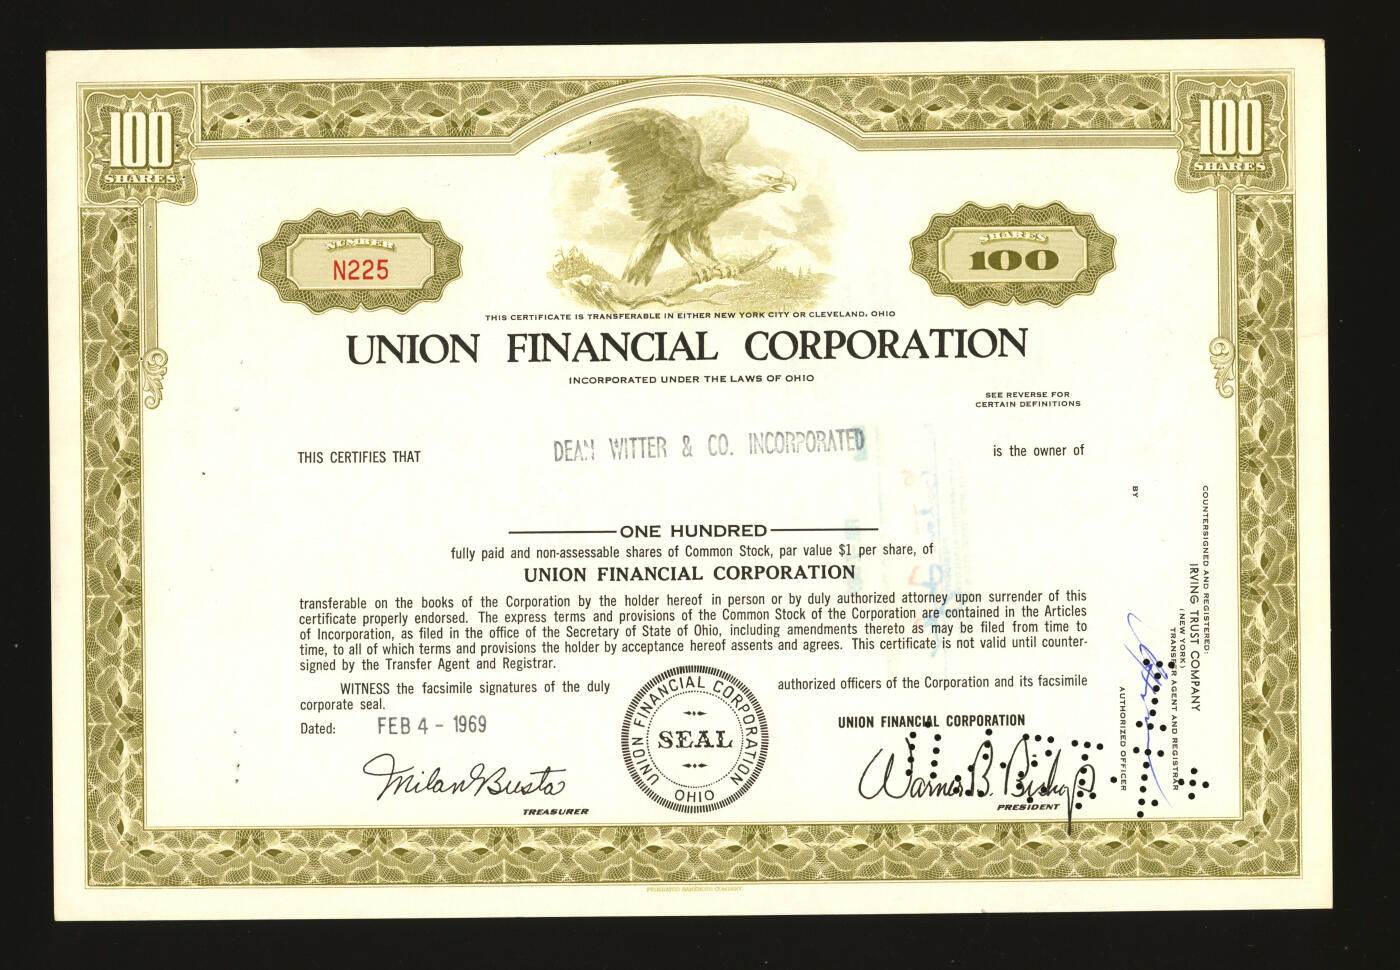 100
SHARES
100
SHARES
NUMBER
N225
SHARES
100
THIS CERTIFICATE IS TRANSFERABLE IN EITHER NEW YORK CITY OR CLEVELAND, OHIO
UNION FINANCIAL CORPORATION
INCORPORATED UNDER THE LAWS OF OHIO
SEE REVERSE FOR
CERTAIN DEFINITIONS
THIS CERTIFIES THAT
DEAN WITTER & CO. INCORPORATED
is the owner of
ONE HUNDRED
fully paid and non-assessable shares of Common Stock, par value $1 per share, of
UNION FINANCIAL CORPORATION
transferable on the books of the Corporation by the holder hereof in person or by duly authorized attorney upon surrender of this
certificate properly endorsed. The express terms and provisions of the Common Stock of the Corporation are contained in the Articles
of Incorporation, as filed in the office of the Secretary of State of Ohio, including amendments thereto as may be filed from time to
time, to all of which terms and provisions the holder by acceptance hereof assents and agrees. This certificate is not valid until counter-
signed by the Transfer Agent and Registrar.
WITNESS the facsimile signatures of the duly authorized officers of the Corporation and its facsimile
corporate seal.
Dated: FEB 4 - 1969
UNION FINANCIAL CORPORATION
SEAL
OHIO
UNION FINANCIAL CORPORATION
Milan Busta
TREASURER
Warner B. Bishop
PRESIDENT
COUNTERSIGNED AND REGISTERED:
IRVING TRUST COMPANY
(NEW YORK)
TRANSFER AGENT AND REGISTRAR
BY
AUTHORIZED OFFICER